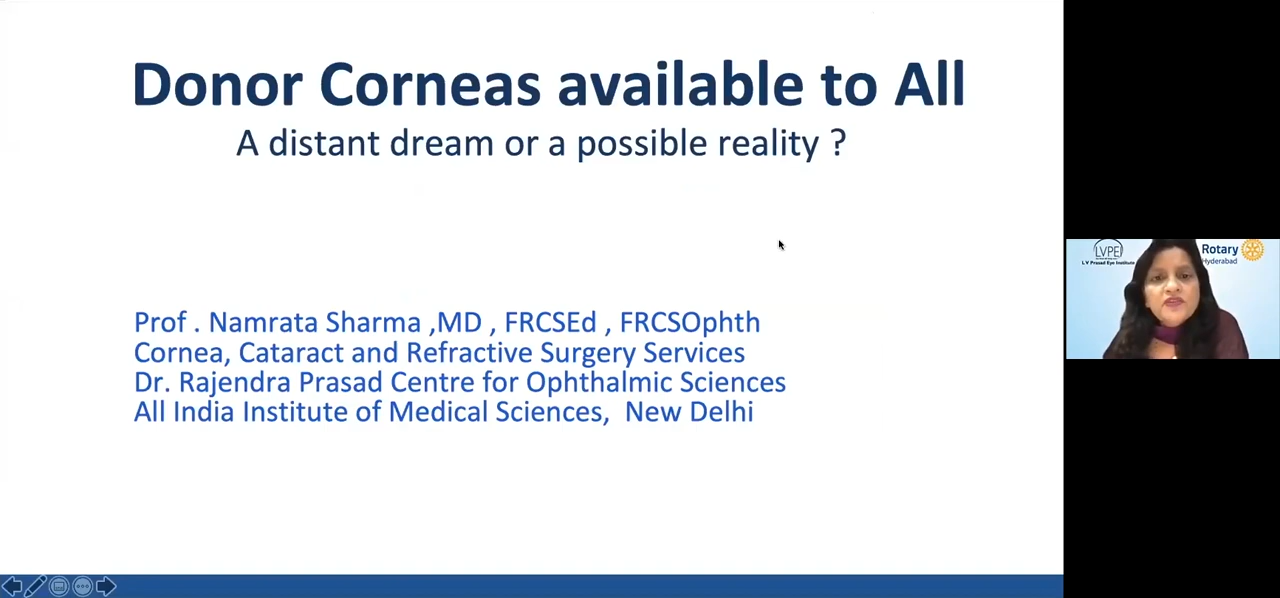 Donor Corneas available to All
A distant dream or a possible reality ?
Prof . Namrata Sharma ,MD , FRCSEd , FRCSOphth
Cornea, Cataract and Refractive Surgery Services
Dr. Rajendra Prasad Centre for Ophthalmic Sciences
All India Institute of Medical Sciences,  New Delhi
LVPEI
L V Prasad Eye Institute
Rotary
Hyderabad